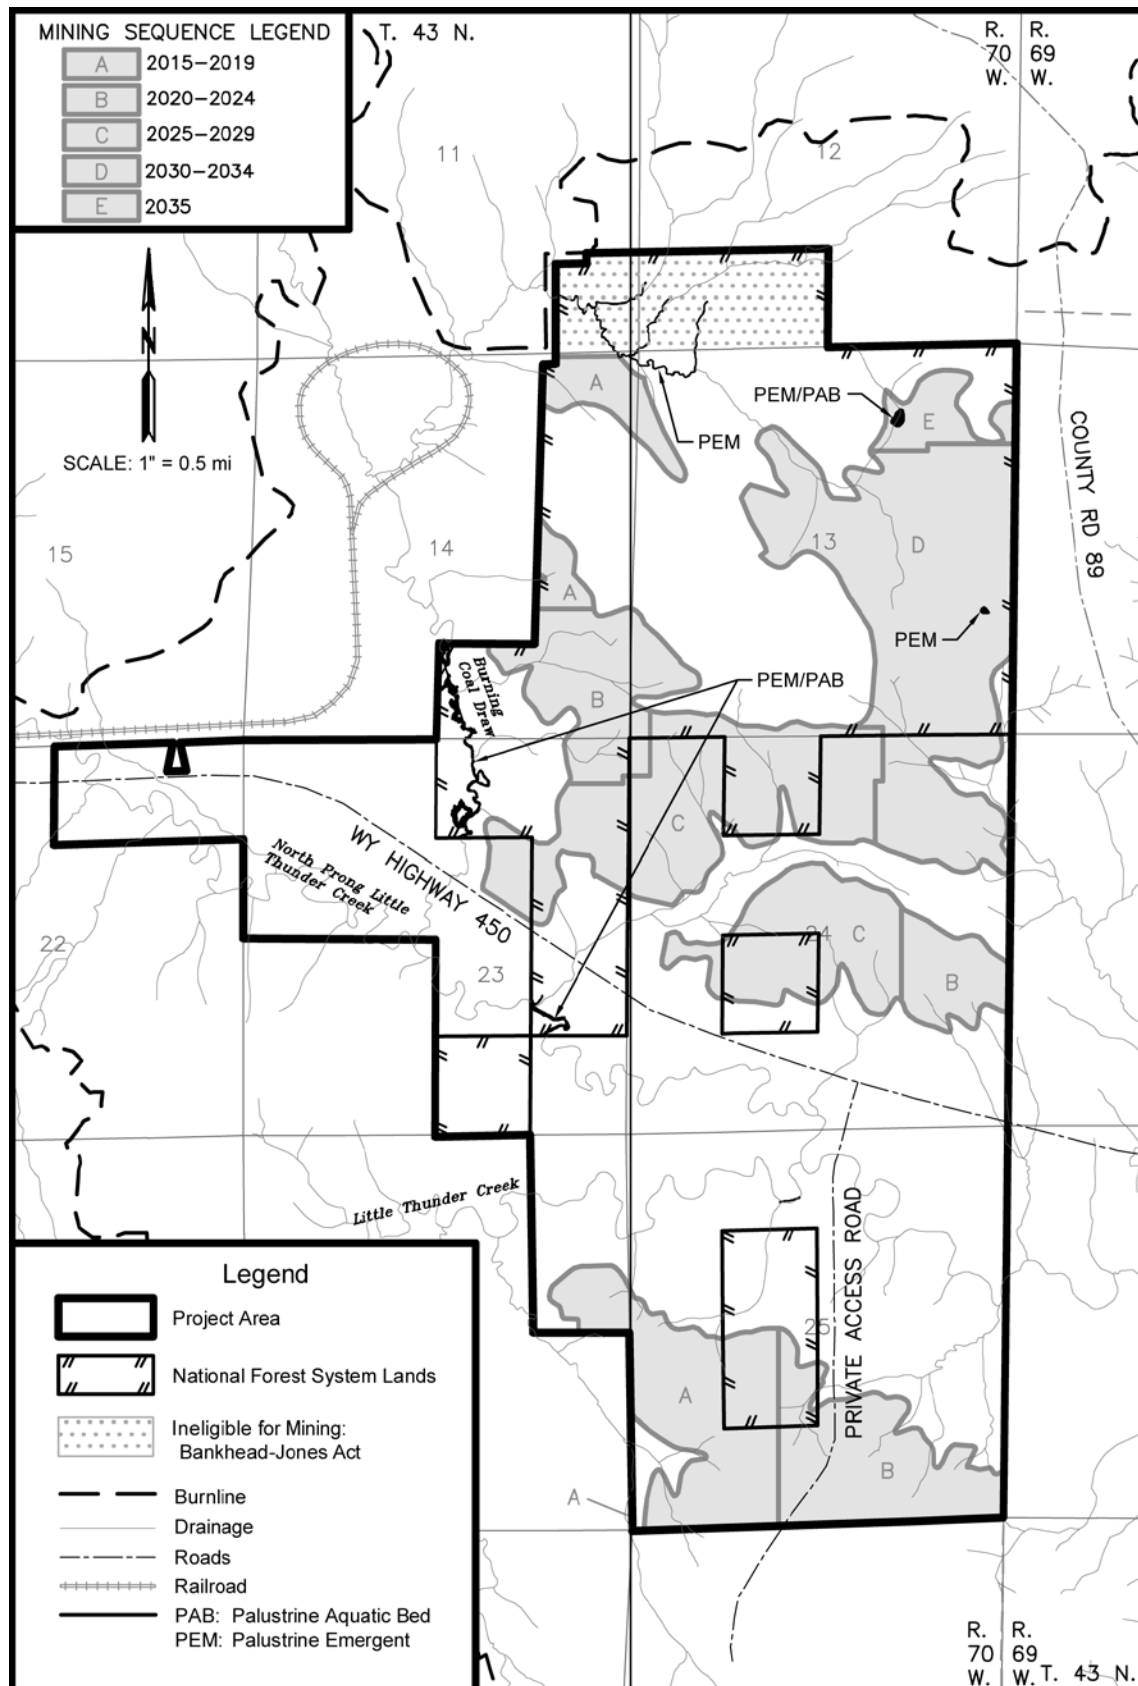 MINING SEQUENCE LEGEND
A 2015-2019
B 2020-2024
C 2025-2029
D 2030-2034
E 2035
T. 43 N.
R. R.
70 69
W. W.
11
12
N
SCALE: 1" = 0.5 mi
A
PEM
PEM/PAB
E
COUNTY RD 89
15
14
13
D
A
PEM
Burning
Coal Draw
B
PEM/PAB
C
WY HIGHWAY 450
North Prong Little
Thunder Creek
22
23
24
C
B
Little Thunder Creek
PRIVATE ACCESS ROAD
25
A
B
A
Legend
Project Area
National Forest System Lands
Ineligible for Mining:
Bankhead-Jones Act
Burnline
Drainage
Roads
Railroad
PAB: Palustrine Aquatic Bed
PEM: Palustrine Emergent
R. R.
70 69
W. W. T. 43 N.